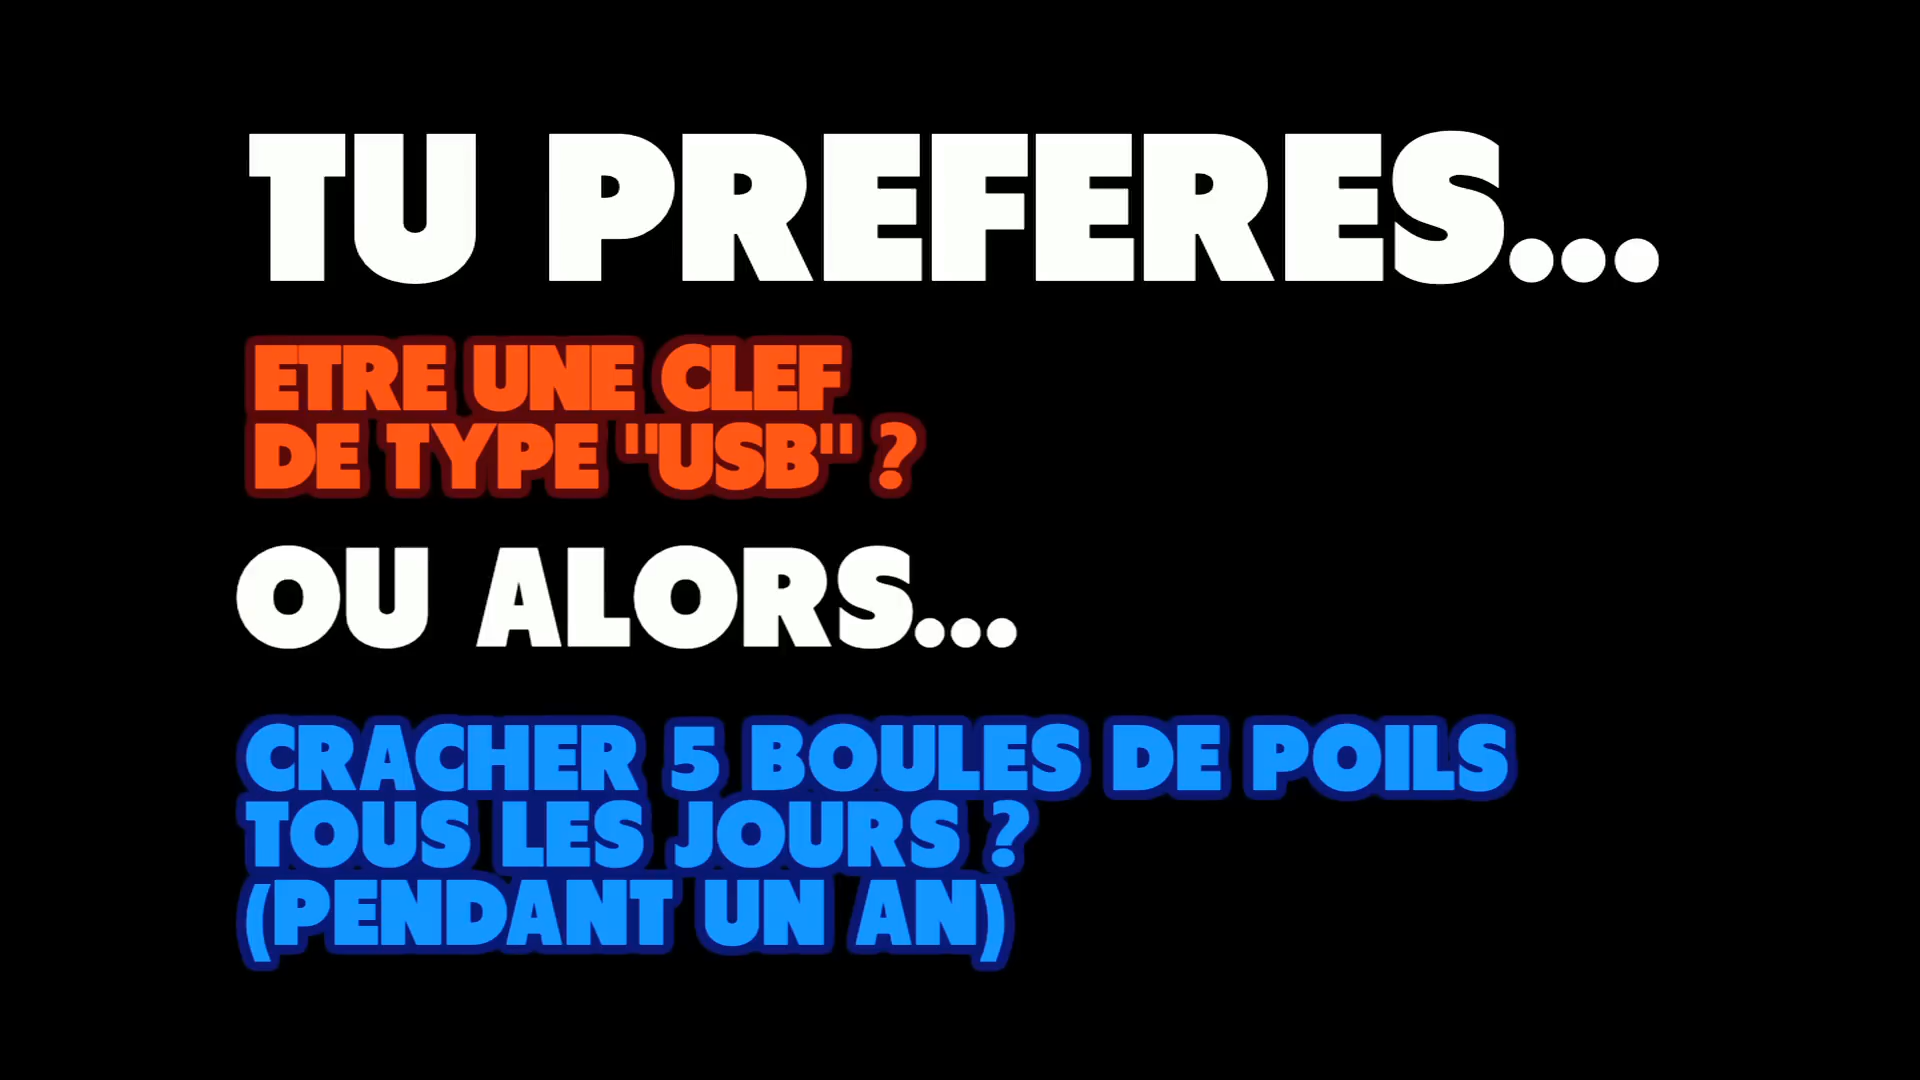 TU PREFERES...
ETRE UNE CLEF
DE TYPE "USB" ?
OU ALORS...
CRACHER 5 BOULES DE POILS
TOUS LES JOURS ?
(PENDANT UN AN)